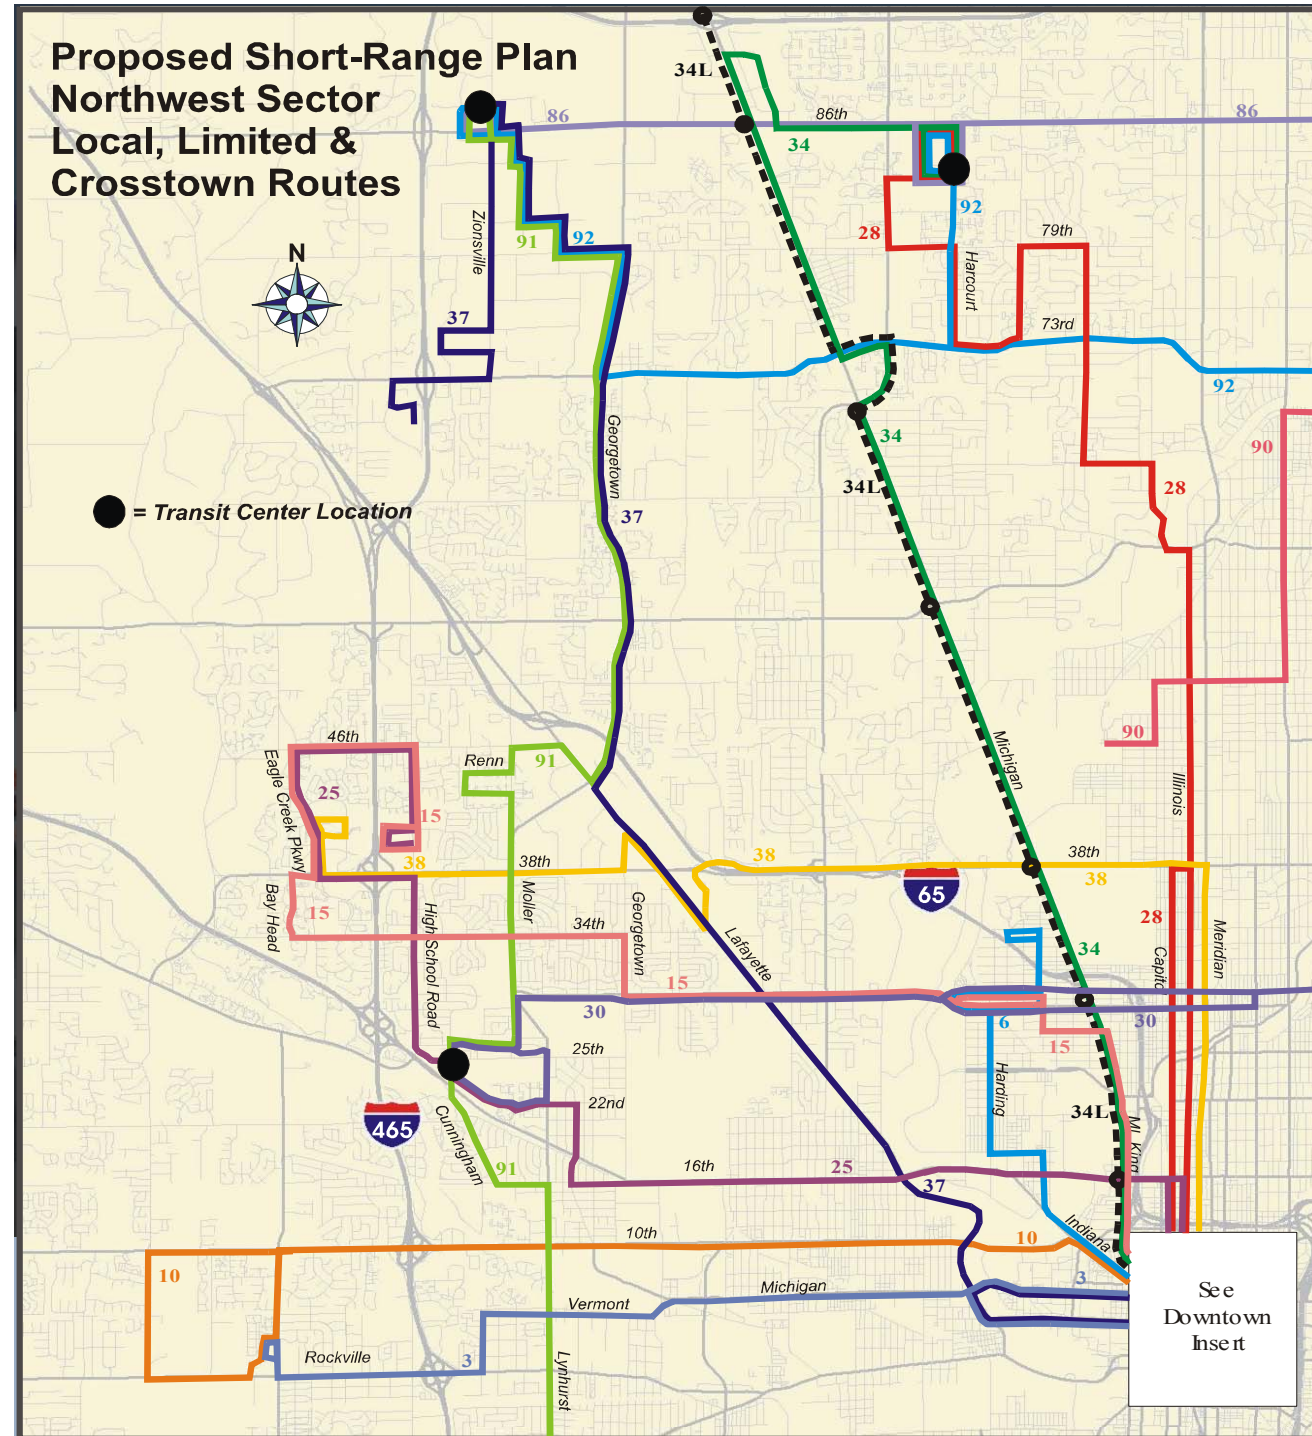 Proposed Short-Range Plan
Northwest Sector
Local, Limited &
Crosstown Routes
34L
86
86th
86
34
92
28
91
92
Zionsville
79th
N
Harcourt
37
73rd
92
Georgetown
34
90
34L
28
= Transit Center Location
37
Michigan
90
46th
Renn
91
Eagle Creek Pkwy
25
15
Illinois
38th
38
38
38th
38
65
Bay Head
15
Moller
Georgetown
34th
28
High School Road
Lafayette
34
Capito
Meridian
15
30
6
30
25th
15
Harding
22nd
34L
465
Cunningham
ML King
91
16th
25
37
Indiana
10th
10
10
Michigan
3
Vermont
See
Downtown
Insert
Rockville
3
Lynhurst